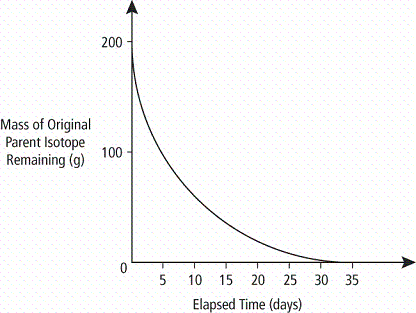 200
Mass of Original
Parent Isotope
Remaining (g)
100
0
5 10 15 20 25 30 35
Elapsed Time (days)